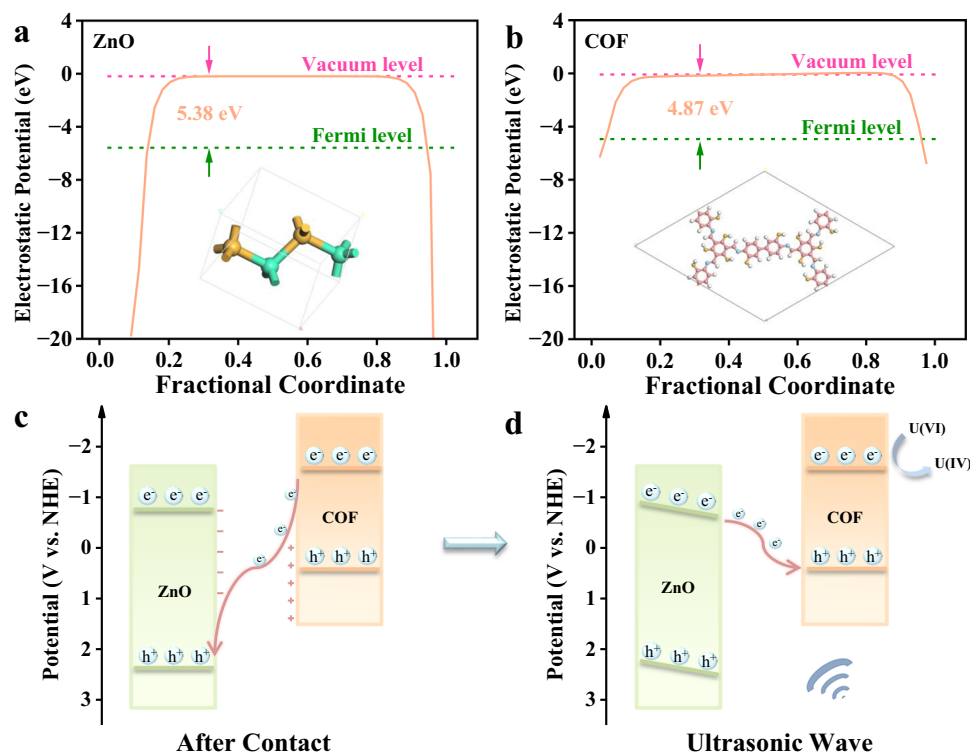 a
ZnO
Vacuum level
5.38 eV
Fermi level
Electrostatic Potential (eV)
4
0
−4
−8
−12
−16
−20
0.0 0.2 0.4 0.6 0.8 1.0
Fractional Coordinate
b
COF
Vacuum level
4.87 eV
Fermi level
Electrostatic Potential (eV)
4
0
−4
−8
−12
−16
−20
0.0 0.2 0.4 0.6 0.8 1.0
Fractional Coordinate
c
Potential (V vs. NHE)
−2
−1
0
1
2
3
e⁻ e⁻ e⁻
ZnO
h⁺ h⁺ h⁺
− − − − −
e⁻
e⁻
e⁻
+ + + + + +
e⁻ e⁻ e⁻
COF
h⁺ h⁺ h⁺
After Contact
d
Potential (V vs. NHE)
−2
−1
0
1
2
3
e⁻ e⁻ e⁻
ZnO
h⁺ h⁺ h⁺
e⁻
e⁻
e⁻
e⁻ e⁻ e⁻
COF
h⁺ h⁺ h⁺
U(VI)
U(IV)
Ultrasonic Wave